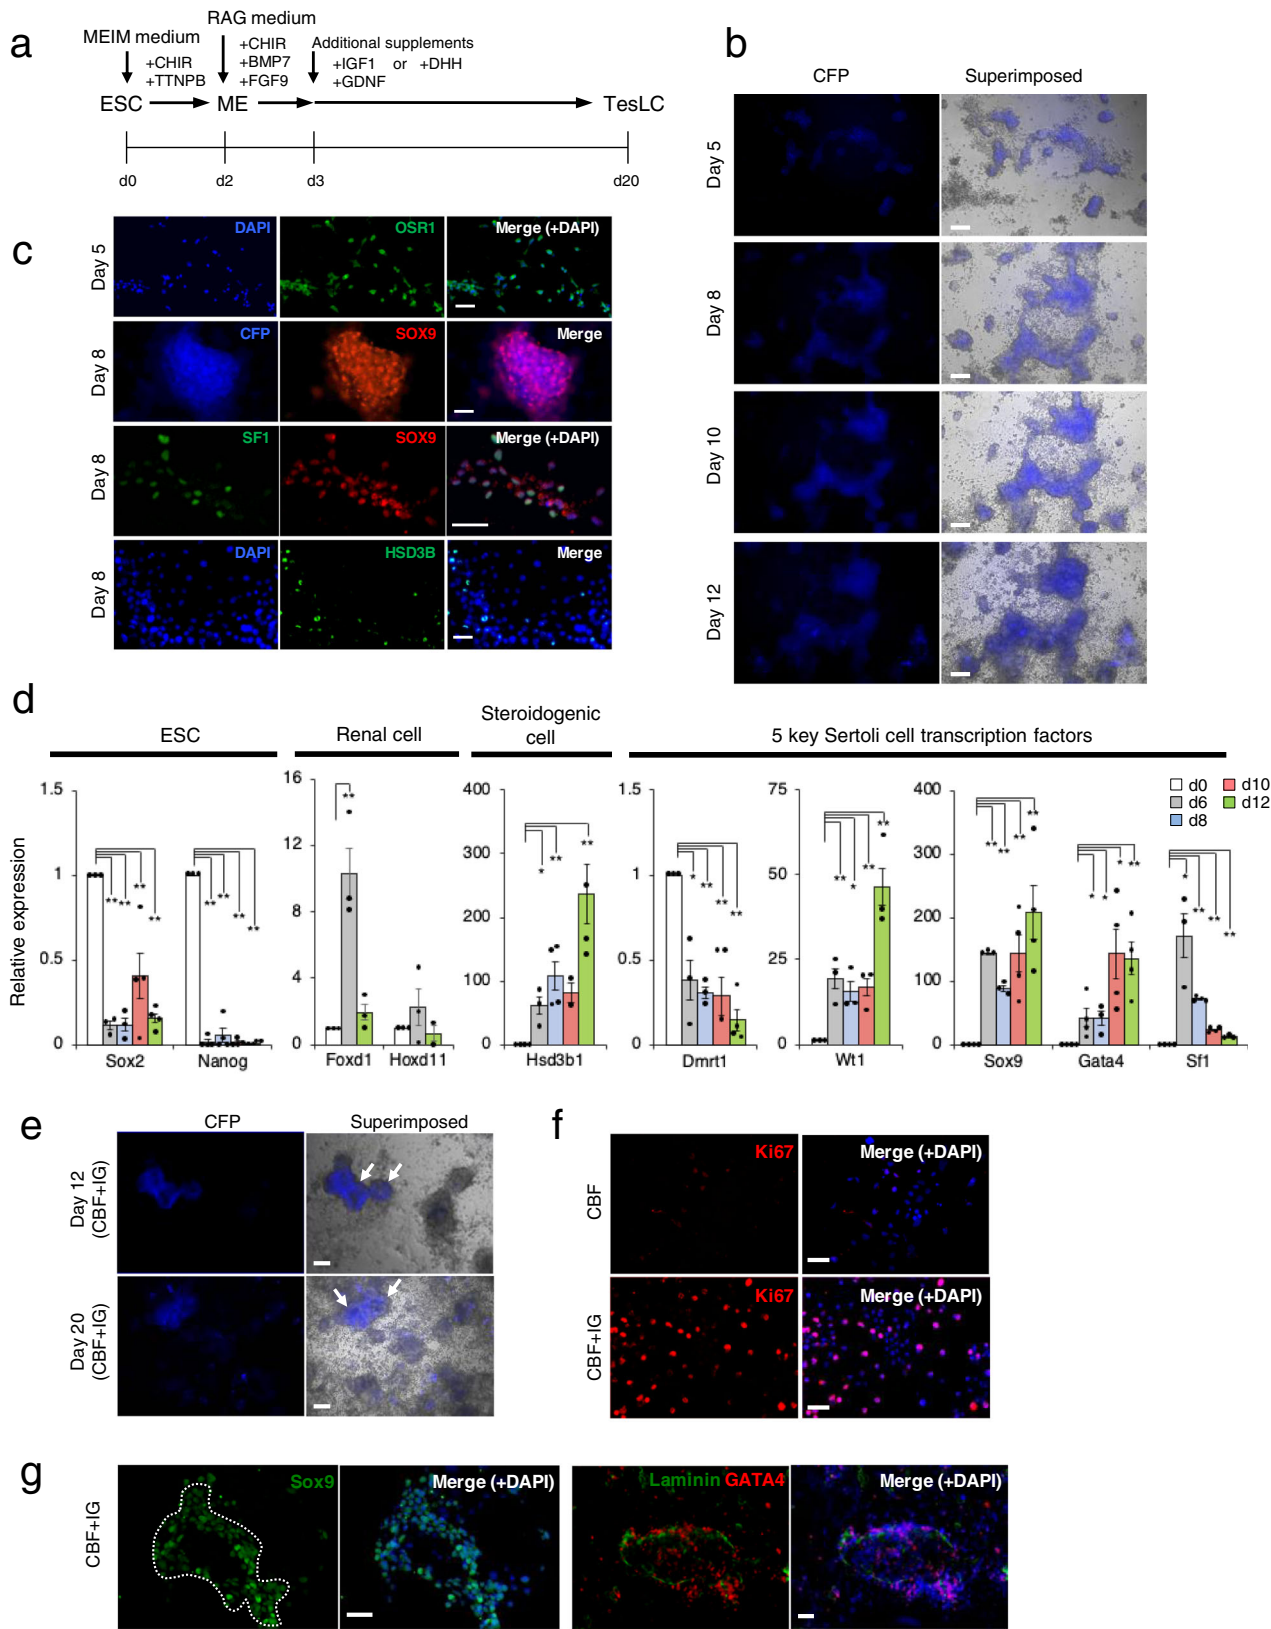 a
MEIM medium
RAG medium
+CHIR
+TTNPB
+CHIR
+BMP7
+FGF9
Additional supplements
+IGF1 or +DHH
+GDNF
ESC
ME
TesLC
d0
d2
d3
d20
b
CFP
Superimposed
Day 5
Day 8
Day 10
Day 12
c
Day 5
DAPI
OSR1
Merge (+DAPI)
Day 8
CFP
SOX9
Merge
Day 8
SF1
SOX9
Merge (+DAPI)
Day 8
DAPI
HSD3B
Merge
d
ESC
Renal cell
Steroidogenic
cell
5 key Sertoli cell transcription factors
Relative expression
1.5
1
0.5
0
** ** ** **
** ** ** **
Sox2
Nanog
16
12
8
4
0
**
Foxd1
Hoxd11
400
300
200
100
0
* ** **
Hsd3b1
1.5
1
0.5
0
* ** ** **
Dmrt1
75
50
25
0
** * ** **
Wt1
400
300
200
100
0
** ** ** **
* * * **
* ** ** **
Sox9
Gata4
Sf1
d0
d6
d8
d10
d12
e
CFP
Superimposed
Day 12
(CBF+IG)
Day 20
(CBF+IG)
f
CBF
Ki67
Merge (+DAPI)
CBF+IG
Ki67
Merge (+DAPI)
g
CBF+IG
Sox9
Merge (+DAPI)
Laminin GATA4
Merge (+DAPI)